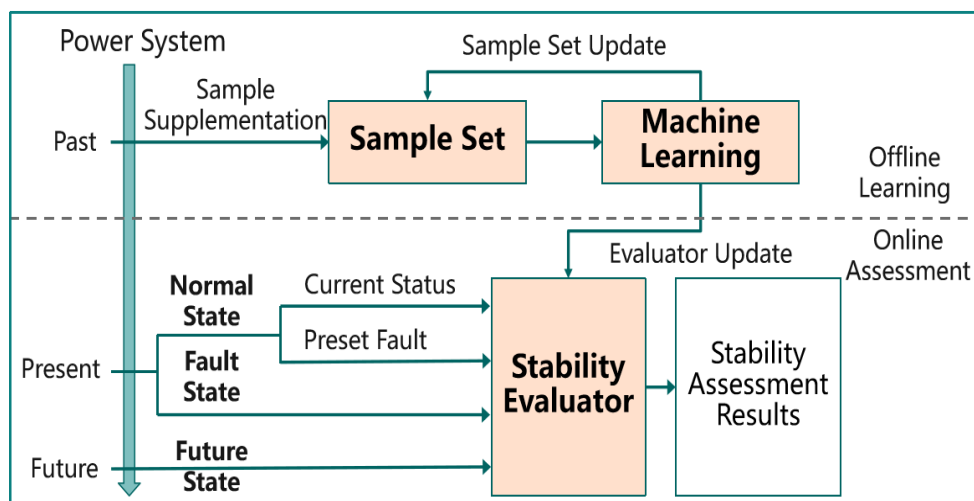 Power System
Sample Set Update
Sample
Supplementation
Past
Sample Set
Machine
Learning
Offline
Learning
Online
Assessment
Evaluator Update
Normal
State
Current Status
Preset Fault
Present
Fault
State
Stability
Evaluator
Stability
Assessment
Results
Future
Future
State